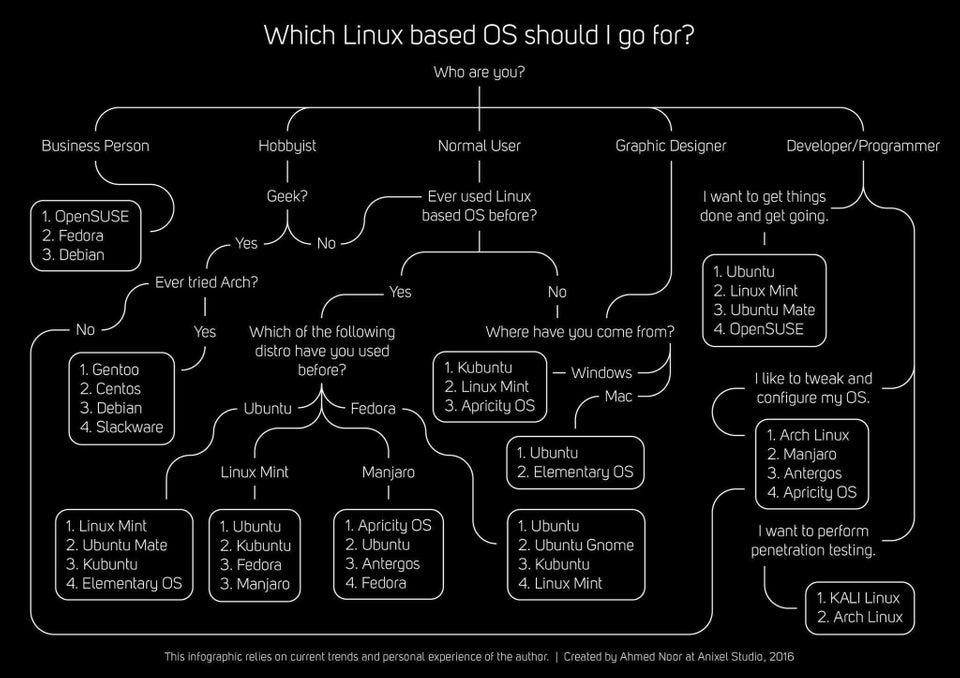 Which Linux based OS should I go for?
Who are you?
Business Person
Hobbyist
Normal User
Graphic Designer
Developer/Programmer
1. OpenSUSE
2. Fedora
3. Debian
Geek?
Yes
No
Ever used Linux
based OS before?
I want to get things
done and get going.
1. Ubuntu
2. Linux Mint
3. Ubuntu Mate
4. OpenSUSE
Ever tried Arch?
No
Yes
1. Gentoo
2. Centos
3. Debian
4. Slackware
Yes
No
Which of the following
distro have you used
before?
Where have you come from?
Windows
Mac
1. Kubuntu
2. Linux Mint
3. Apricity OS
1. Ubuntu
2. Elementary OS
I like to tweak and
configure my OS.
1. Arch Linux
2. Manjaro
3. Antergos
4. Apricity OS
Ubuntu
Fedora
Linux Mint
Manjaro
1. Linux Mint
2. Ubuntu Mate
3. Kubuntu
4. Elementary OS
1. Ubuntu
2. Kubuntu
3. Fedora
3. Manjaro
1. Apricity OS
2. Ubuntu
3. Antergos
4. Fedora
1. Ubuntu
2. Ubuntu Gnome
3. Kubuntu
4. Linux Mint
I want to perform
penetration testing.
1. KALI Linux
2. Arch Linux
This infographic relies on current trends and personal experience of the author. | Created by Ahmed Noor at Anixel Studio, 2016